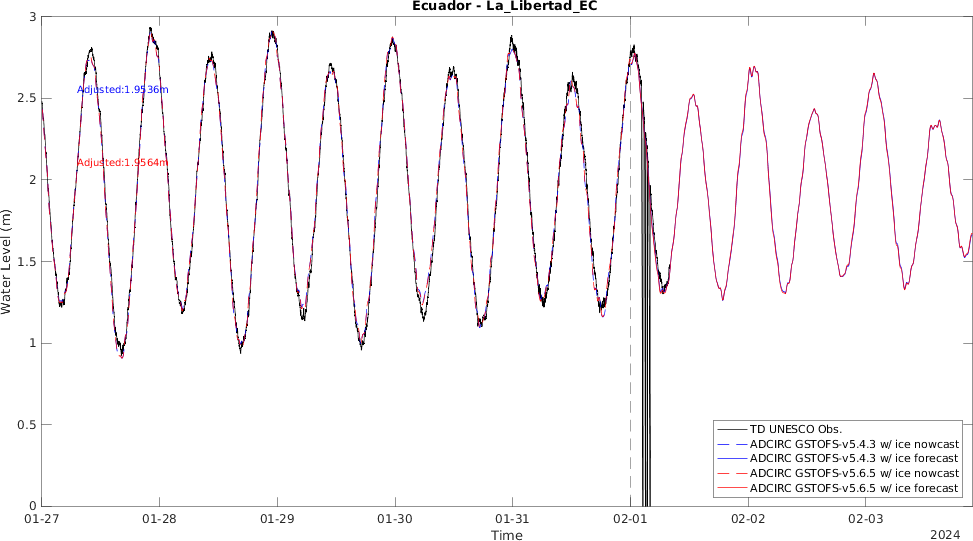 Ecuador - La_Libertad_EC
3
2.5
2
1.5
1
0.5
0
Water Level (m)
Adjusted:1.9536m
Adjusted:1.9564m
TD UNESCO Obs.
ADCIRC GSTOFS-v5.4.3 w/ ice nowcast
ADCIRC GSTOFS-v5.4.3 w/ ice forecast
ADCIRC GSTOFS-v5.6.5 w/ ice nowcast
ADCIRC GSTOFS-v5.6.5 w/ ice forecast
01-27 01-28 01-29 01-30 01-31 02-01 02-02 02-03
Time
2024